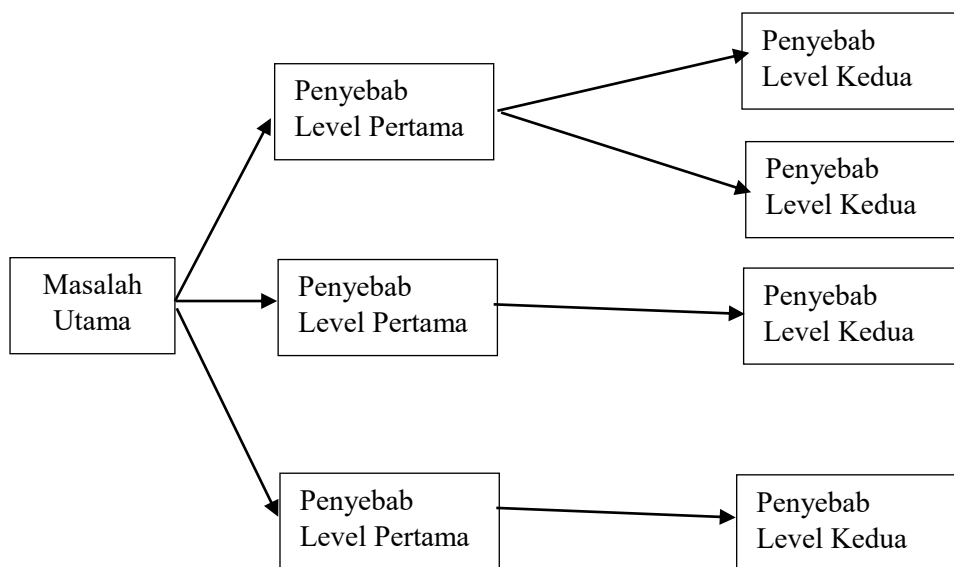 Penyebab
Level Kedua
Penyebab
Level Pertama
Penyebab
Level Kedua
Masalah
Utama
Penyebab
Level Pertama
Penyebab
Level Kedua
Penyebab
Level Pertama
Penyebab
Level Kedua